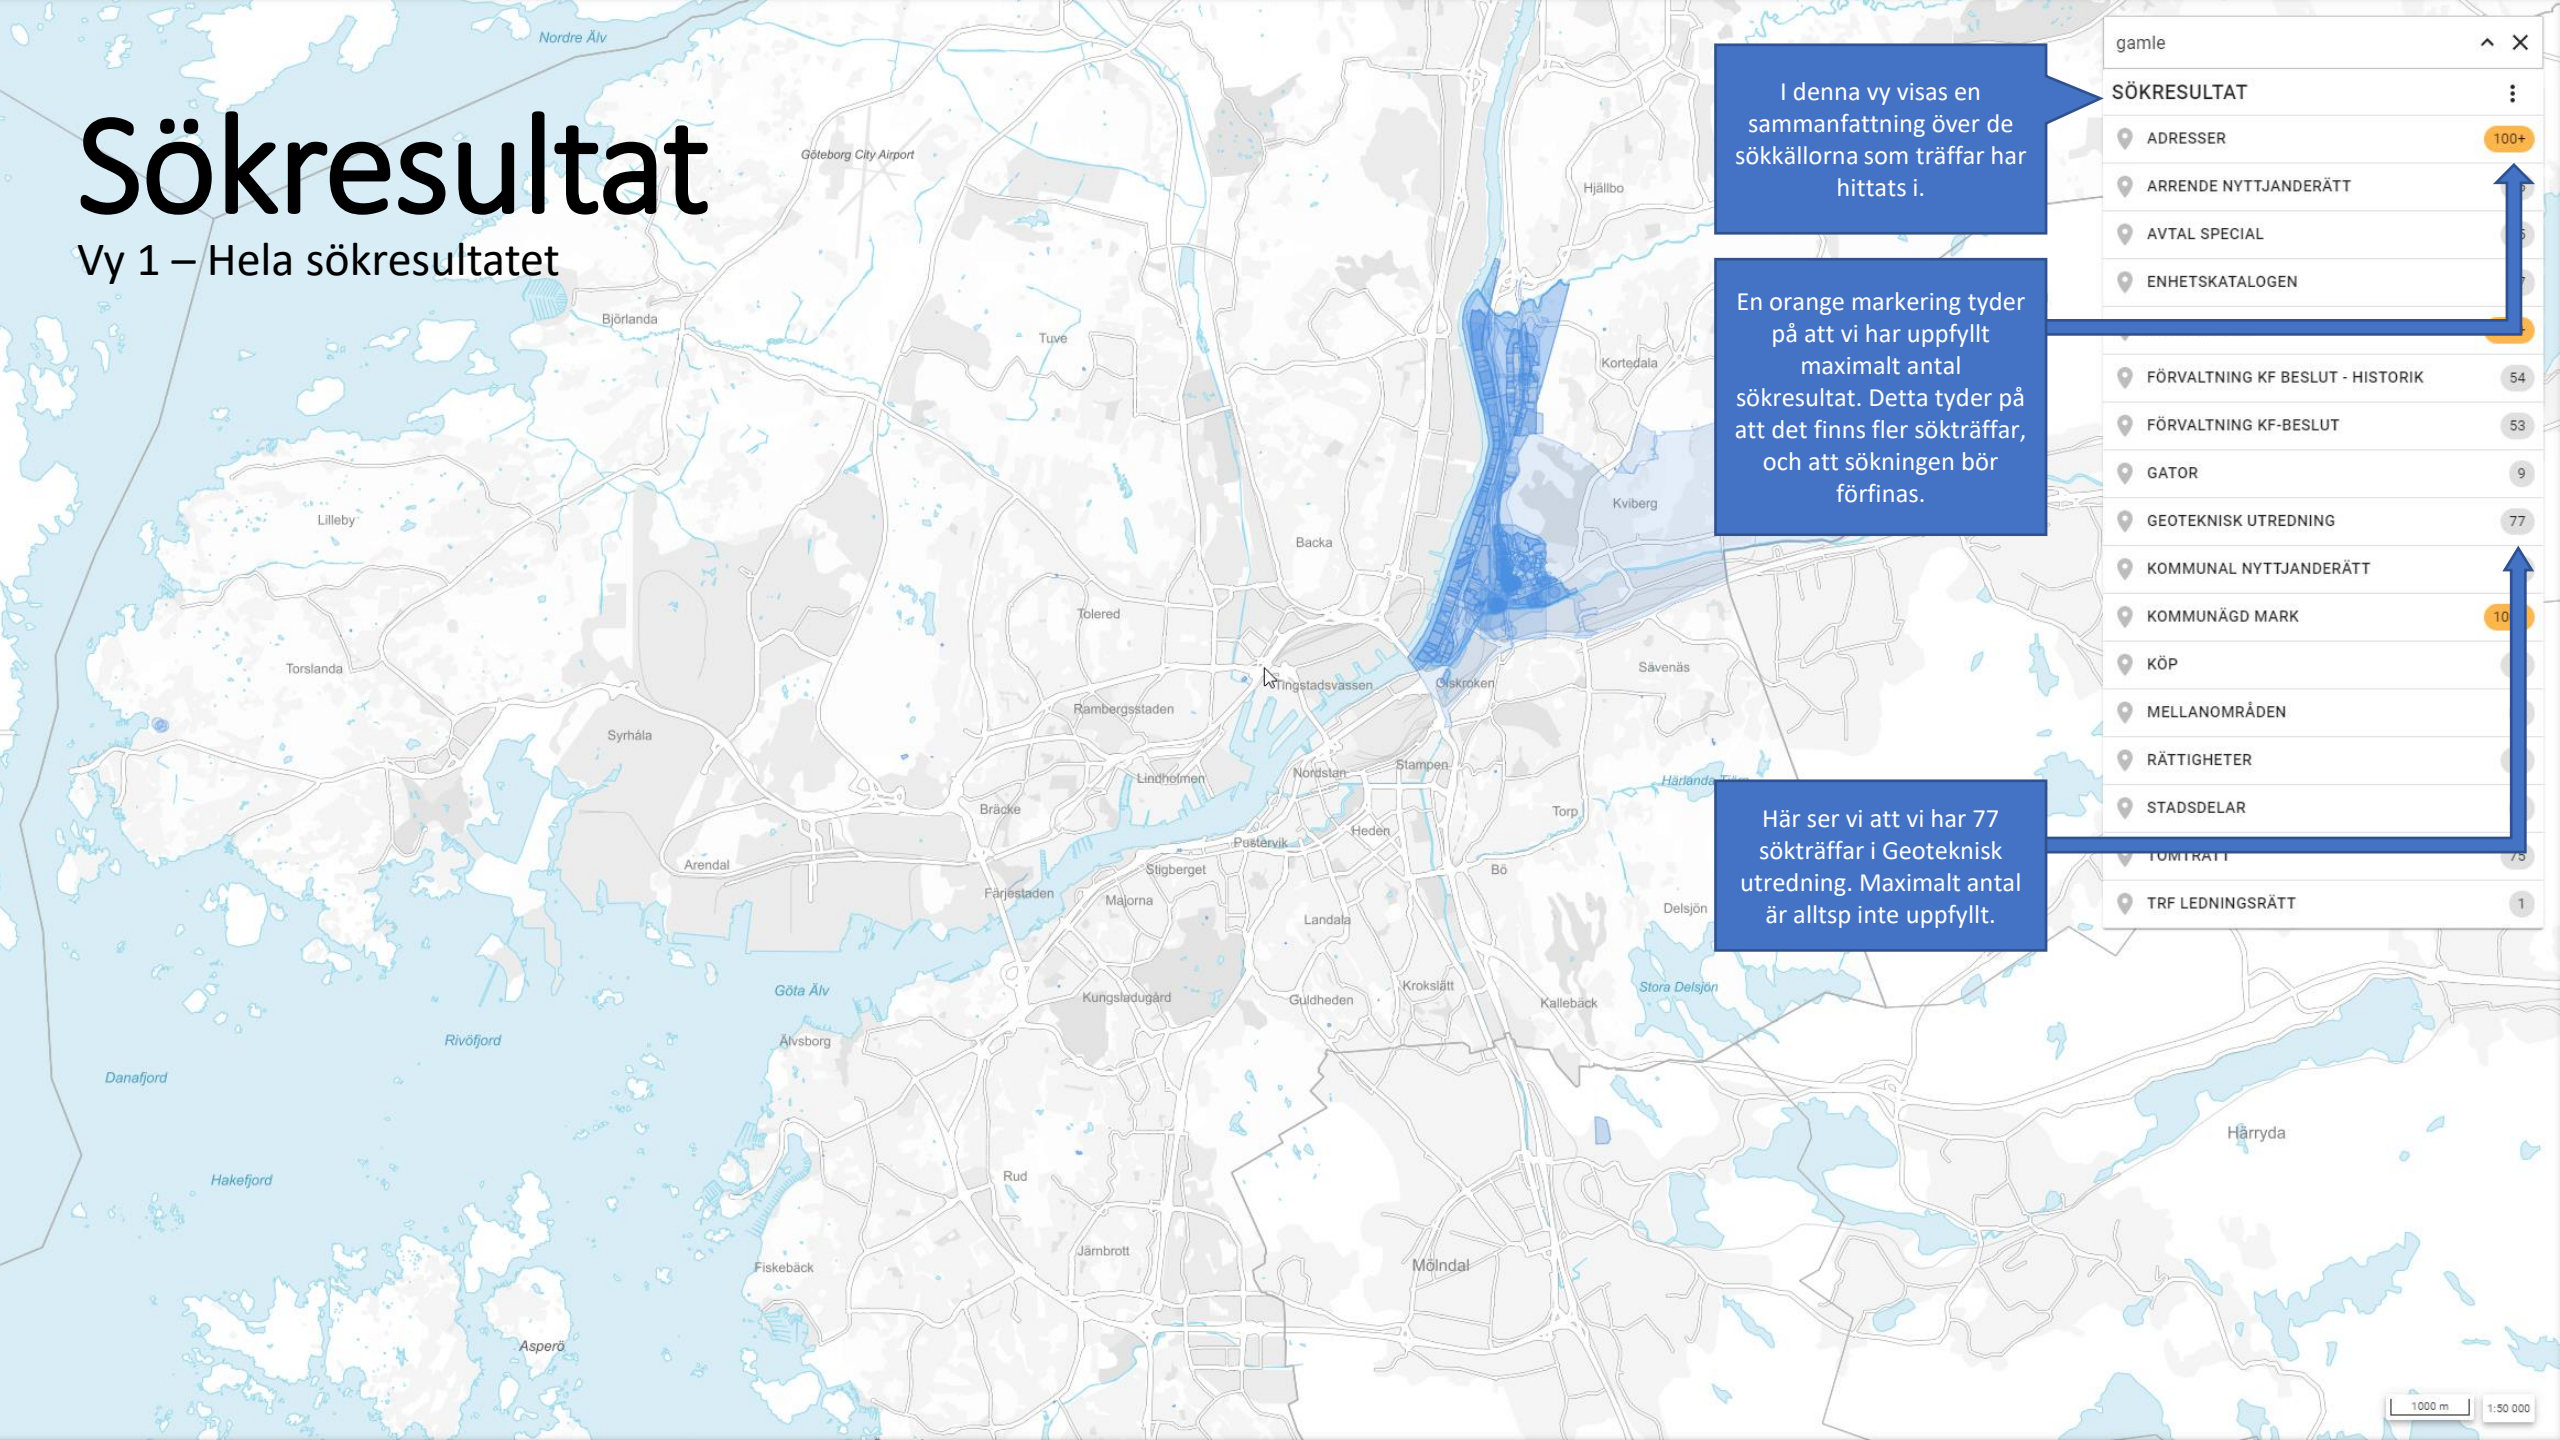 Sökresultat
Vy 1 – Hela sökresultatet
I denna vy visas en
sammanfattning över de
sökkällorna som träffar har
hittats i.
En orange markering tyder
på att vi har uppfyllt
maximalt antal
sökresultat. Detta tyder på
att det finns fler sökträffar,
och att sökningen bör
förfinas.
Här ser vi att vi har 77
sökträffar i Geoteknisk
utredning. Maximalt antal
är alltsp inte uppfyllt.
gamle
SÖKRESULTAT
ADRESSER 100+
ARRENDE NYTTJANDERÄTT
AVTAL SPECIAL
ENHETSKATALOGEN
FÖRVALTNING KF BESLUT - HISTORIK 54
FÖRVALTNING KF-BESLUT 53
GATOR 9
GEOTEKNISK UTREDNING 77
KOMMUNAL NYTTJANDERÄTT
KOMMUNÄGD MARK
KÖP
MELLANOMRÅDEN
RÄTTIGHETER
STADSDELAR
TOMTRÄTT 75
TRF LEDNINGSRÄTT 1
Nordre Älv
Göteborg City Airport
Hjällbo
Björlanda
Tuve
Kortedala
Kviberg
Lilleby
Backa
Tolered
Torslanda
Sävenäs
Tingstadsvassen
Olskroken
Rambergsstaden
Syrhåla
Lindholmen
Nordstan
Stampen
Härlanda
Bräcke
Torp
Heden
Pustervik
Arendal
Stigberget
Bö
Färjestaden
Majorna
Landala
Delsjön
Göta Älv
Kungsladugård
Guldheden
Krokslätt
Kallebäck
Stora Delsjön
Rivöfjord
Älvsborg
Danafjord
Härryda
Hakefjord
Rud
Järnbrott
Fiskebäck
Mölndal
Asperö
1000 m
1:50 000